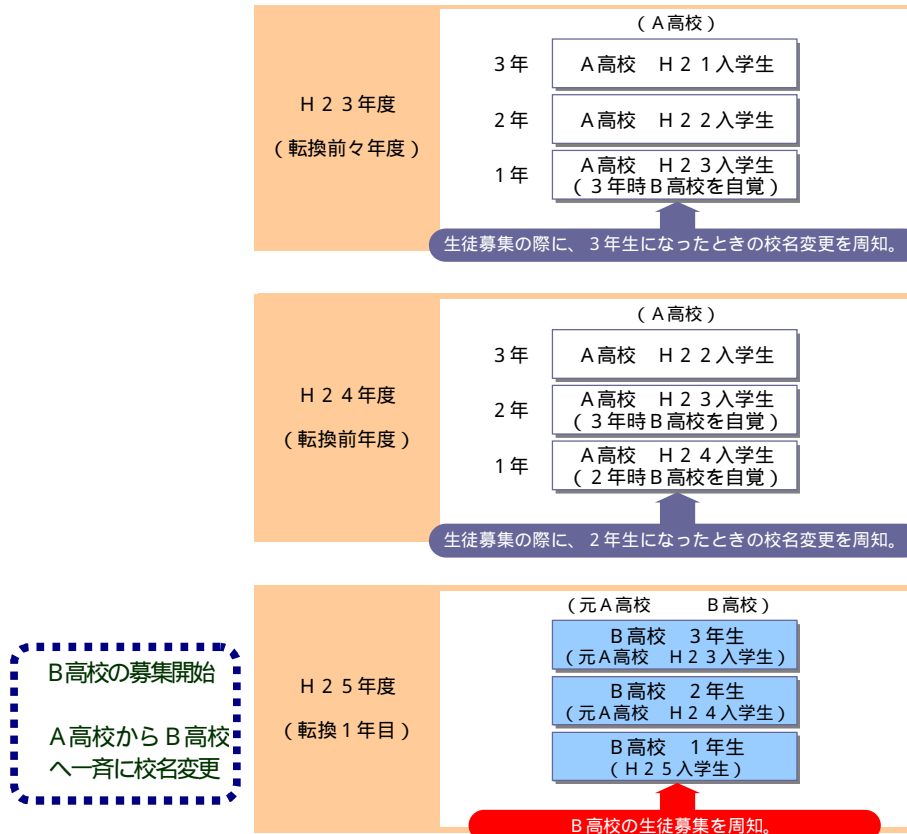 (A高校)
H23年度
(転換前々年度)
3年 A高校 H21入学生
2年 A高校 H22入学生
1年 A高校 H23入学生
(3年時B高校を自覚)
生徒募集の際に、3年生になったときの校名変更を周知。
(A高校)
H24年度
(転換前年度)
3年 A高校 H22入学生
2年 A高校 H23入学生
(3年時B高校を自覚)
1年 A高校 H24入学生
(2年時B高校を自覚)
生徒募集の際に、2年生になったときの校名変更を周知。
B高校の募集開始
A高校からB高校
へ一斉に校名変更
H25年度
(転換1年目)
(元A高校 B高校)
B高校 3年生
(元A高校 H23入学生)
B高校 2年生
(元A高校 H24入学生)
B高校 1年生
(H25入学生)
B高校の生徒募集を周知。